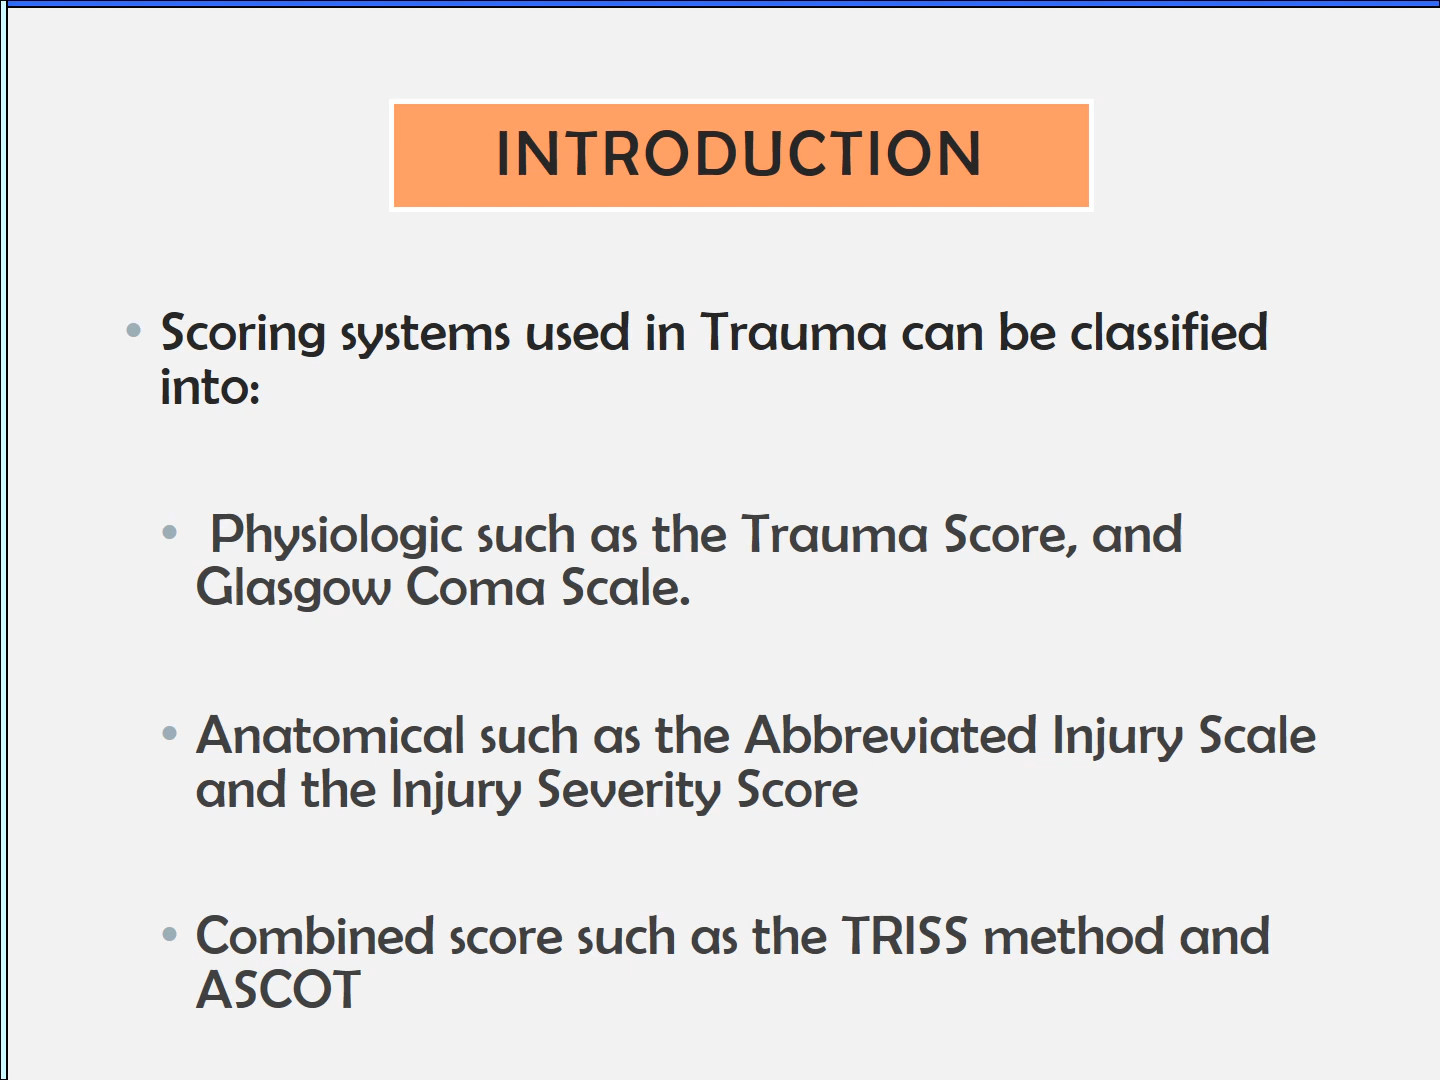 INTRODUCTION
• Scoring systems used in Trauma can be classified
into:
• Physiologic such as the Trauma Score, and
Glasgow Coma Scale.
• Anatomical such as the Abbreviated Injury Scale
and the Injury Severity Score
• Combined score such as the TRISS method and
ASCOT